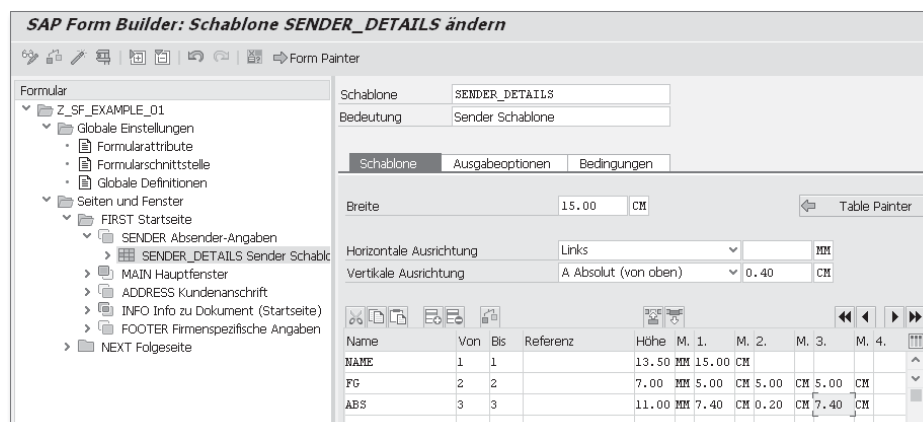 SAP Form Builder: Schablone SENDER_DETAILS ändern
Form Painter
Formular
Z_SF_EXAMPLE_01
Globale Einstellungen
Formularattribute
Formularschnittstelle
Globale Definitionen
Seiten und Fenster
FIRST Startseite
SENDER Absender-Angaben
SENDER_DETAILS Sender Schablo
MAIN Hauptfenster
ADDRESS Kundenanschrift
INFO Info zu Dokument (Startseite)
FOOTER Firmenspezifische Angaben
NEXT Folgeseite
Schablone SENDER_DETAILS
Bedeutung Sender Schablone
Schablone Ausgabeoptionen Bedingungen
Breite 15.00 CM Table Painter
Horizontale Ausrichtung Links MM
Vertikale Ausrichtung A Absolut (von oben) 0.40 CM
Name Von Bis Referenz Höhe M. 1. M. 2. M. 3. M. 4.
NAME 1 1 13.50 MM 15.00 CM
FG 2 2 7.00 MM 5.00 CM 5.00 CM 5.00 CM
ABS 3 3 11.00 MM 7.40 CM 0.20 CM 7.40 CM